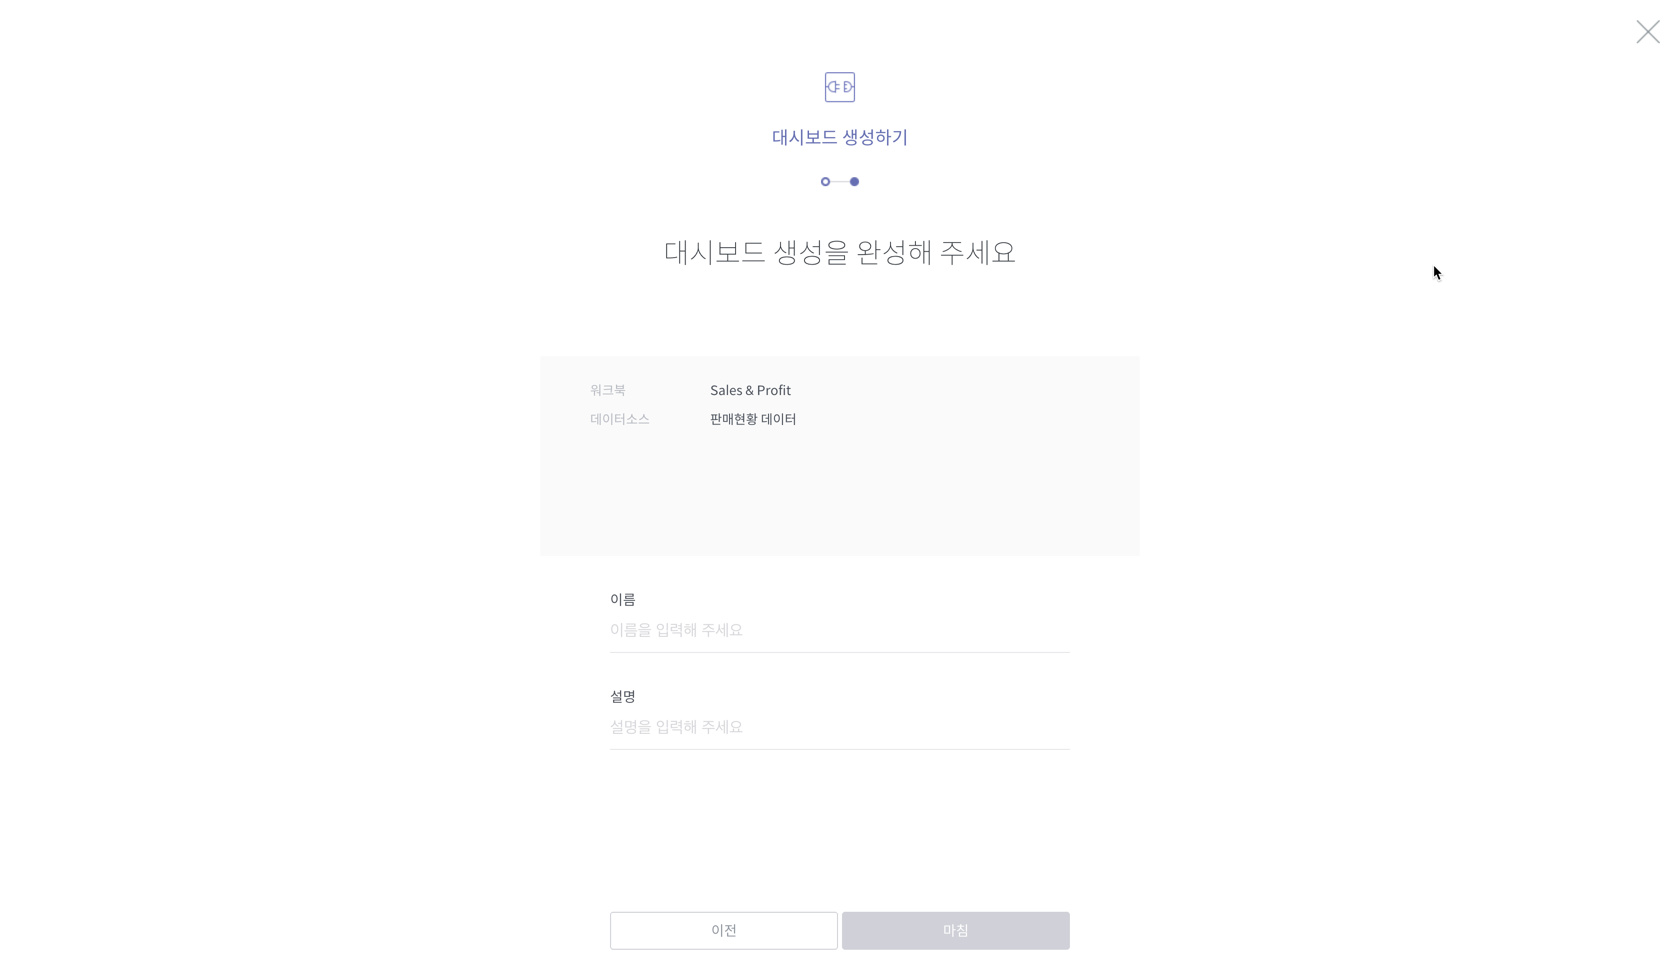 대시보드 생성하기
대시보드 생성을 완성해 주세요
워크북 Sales & Profit
데이터소스 판매현황 데이터
이름
이름을 입력해 주세요
설명
설명을 입력해 주세요
이전 마침